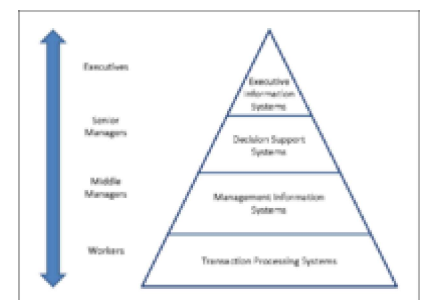 Executives
Executive
Information
Systems
Senior
Managers
Decision Support
Systems
Middle
Managers
Management Information
Systems
Workers
Transaction Processing Systems